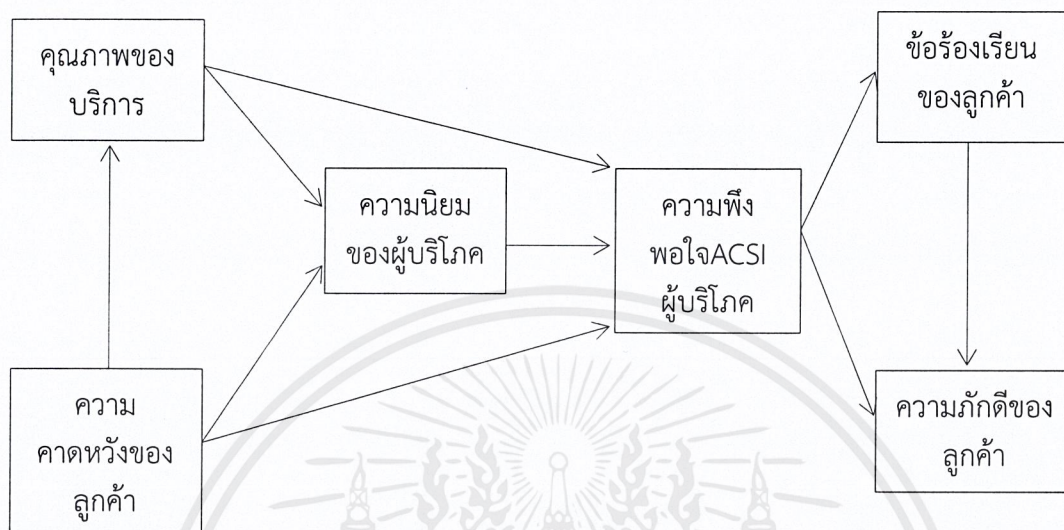 คุณภาพของ
บริการ
ข้อร้องเรียน
ของลูกค้า
ความนิยม
ของผู้บริโภค
ความพึง
พอใจACSI
ผู้บริโภค
ความ
คาดหวังของ
ลูกค้า
ความภักดีของ
ลูกค้า